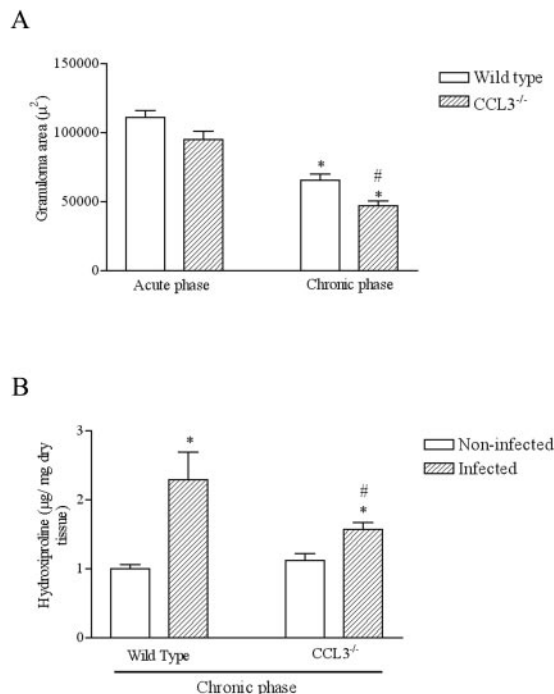 A
Granuloma area (μ²)
150000
100000
50000
0
*
#
*
Acute phase
Chronic phase
Wild type
CCL3-/-
B
Hydroxiproline (μg/ mg dry
tissue)
3
2
1
0
*
#
*
Wild Type
CCL3-/-
Chronic phase
Non-infected
Infected